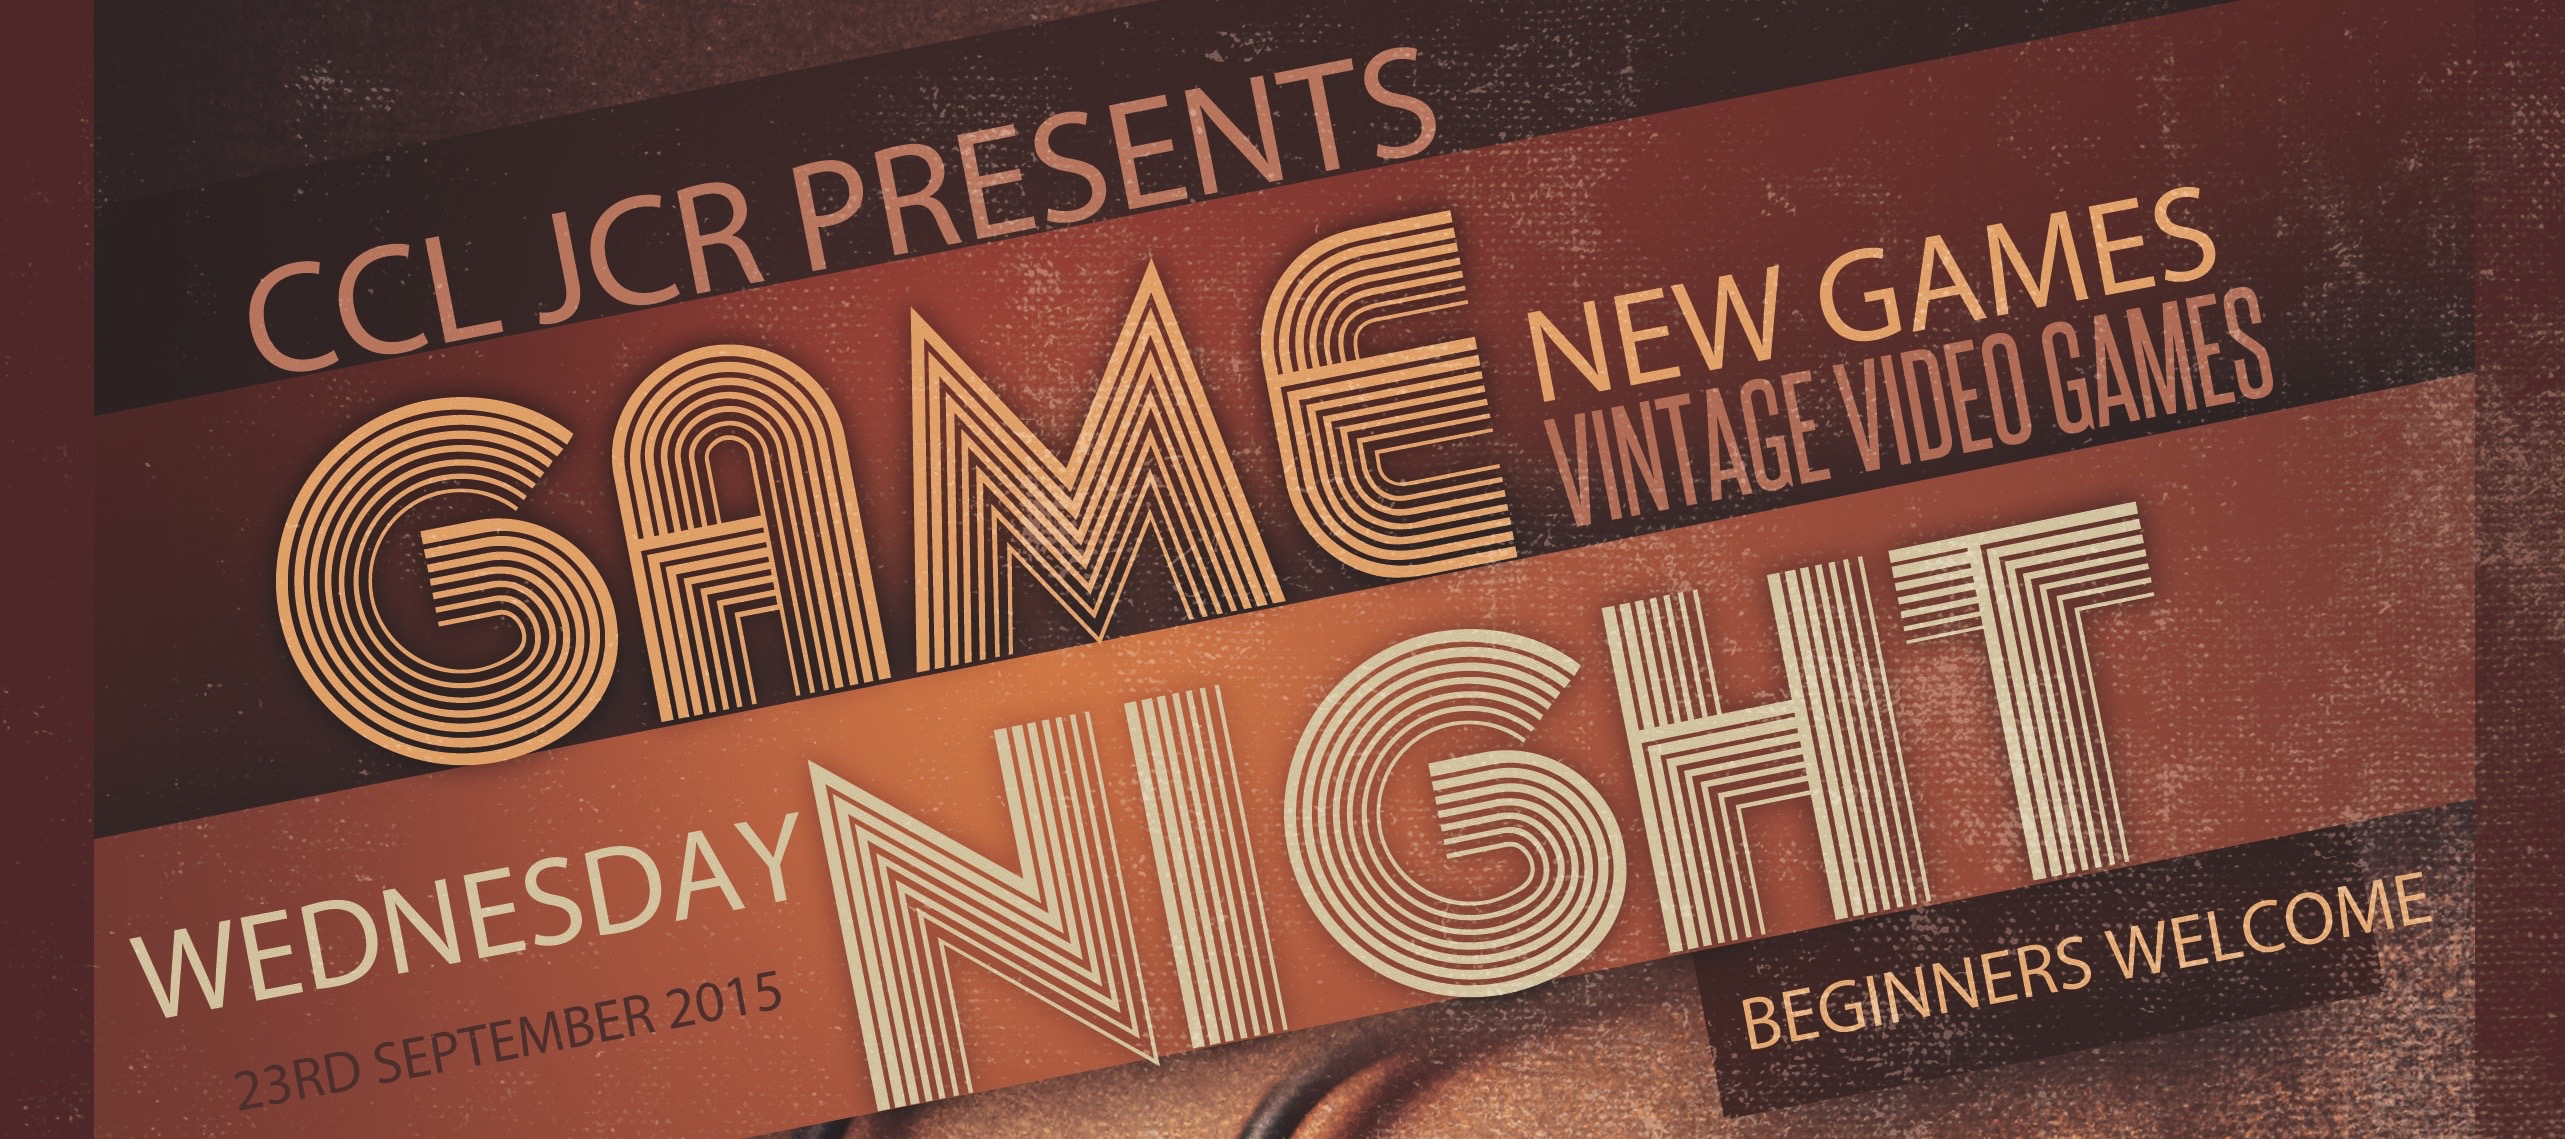 CCL JCR PRESENTS
GAME
NEW GAMES
VINTAGE VIDEO GAMES
WEDNESDAY
23RD SEPTEMBER 2015
NIGHT
BEGINNERS WELCOME